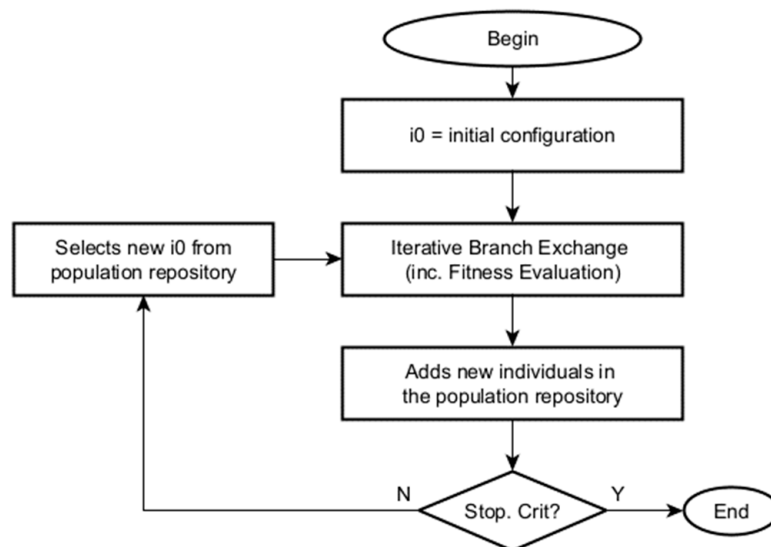 Begin
i0 = initial configuration
Selects new i0 from
population repository
Iterative Branch Exchange
(inc. Fitness Evaluation)
Adds new individuals in
the population repository
N
Stop. Crit?
Y
End